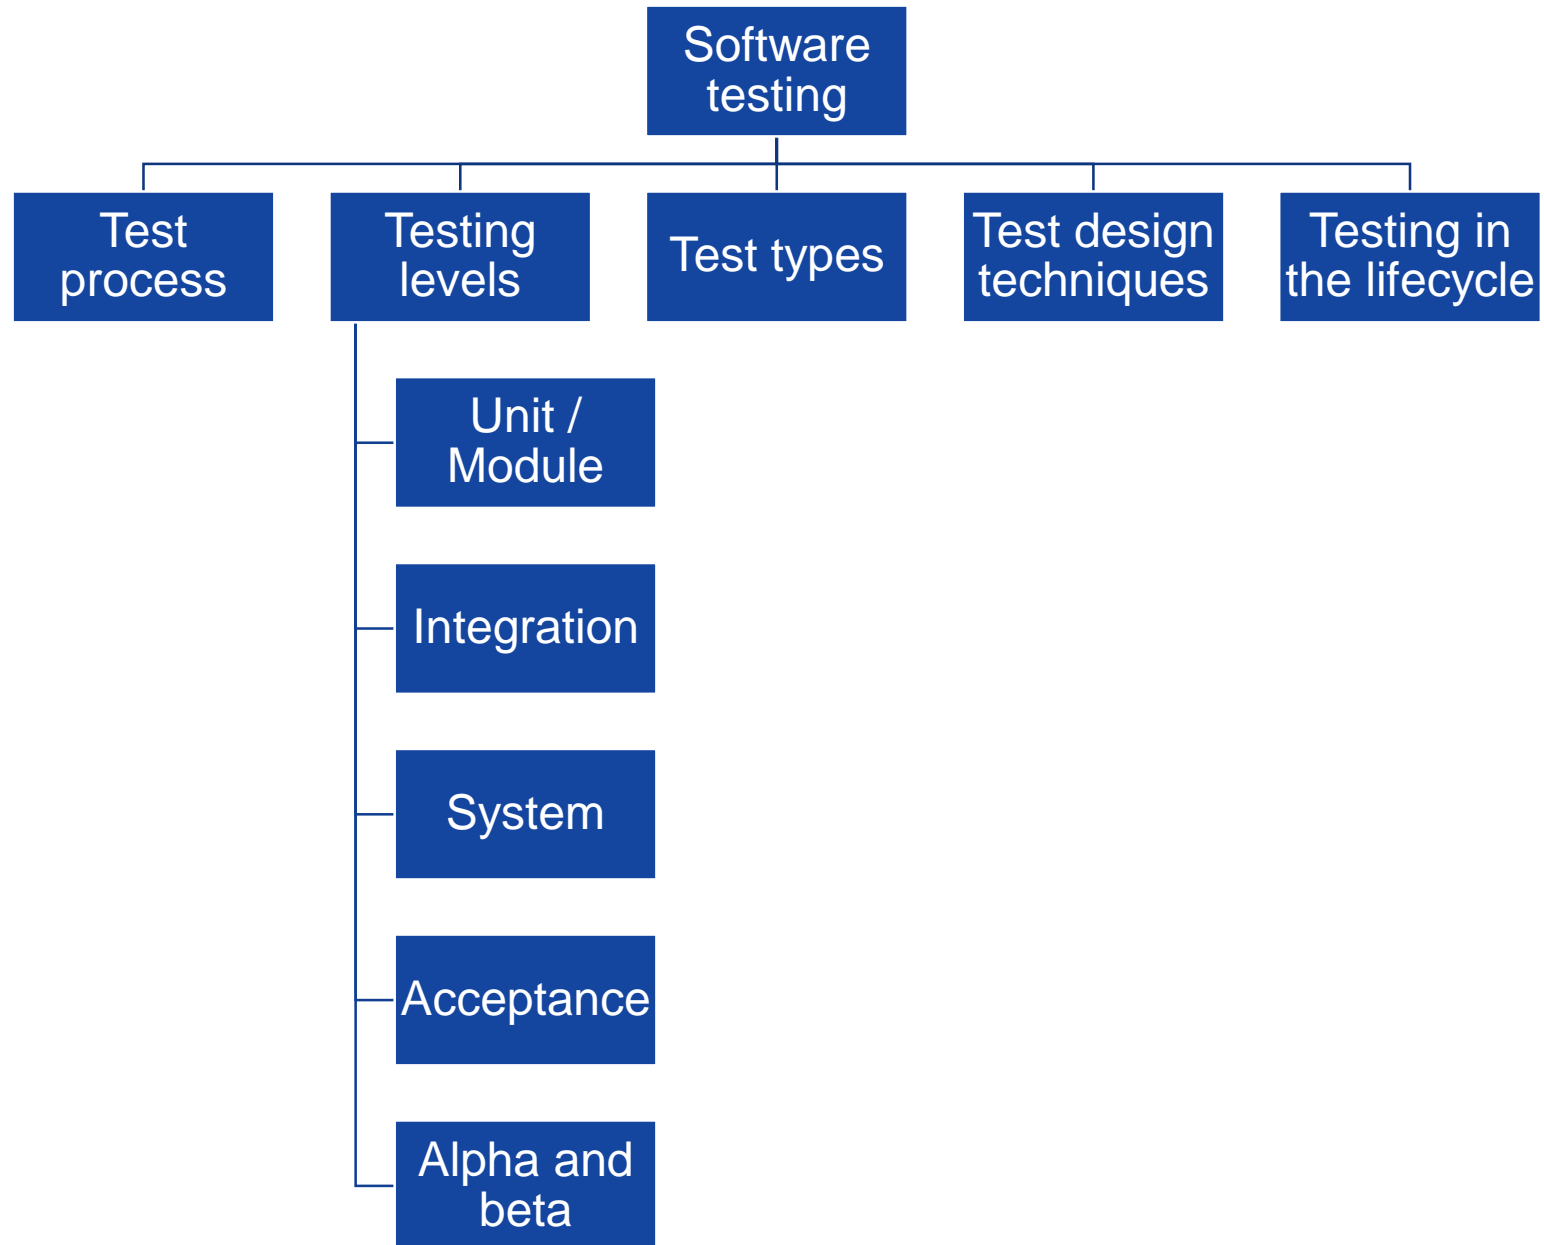 Software
testing
Test
process
Testing
levels
Test types
Test design
techniques
Testing in
the lifecycle
Unit /
Module
Integration
System
Acceptance
Alpha and
beta